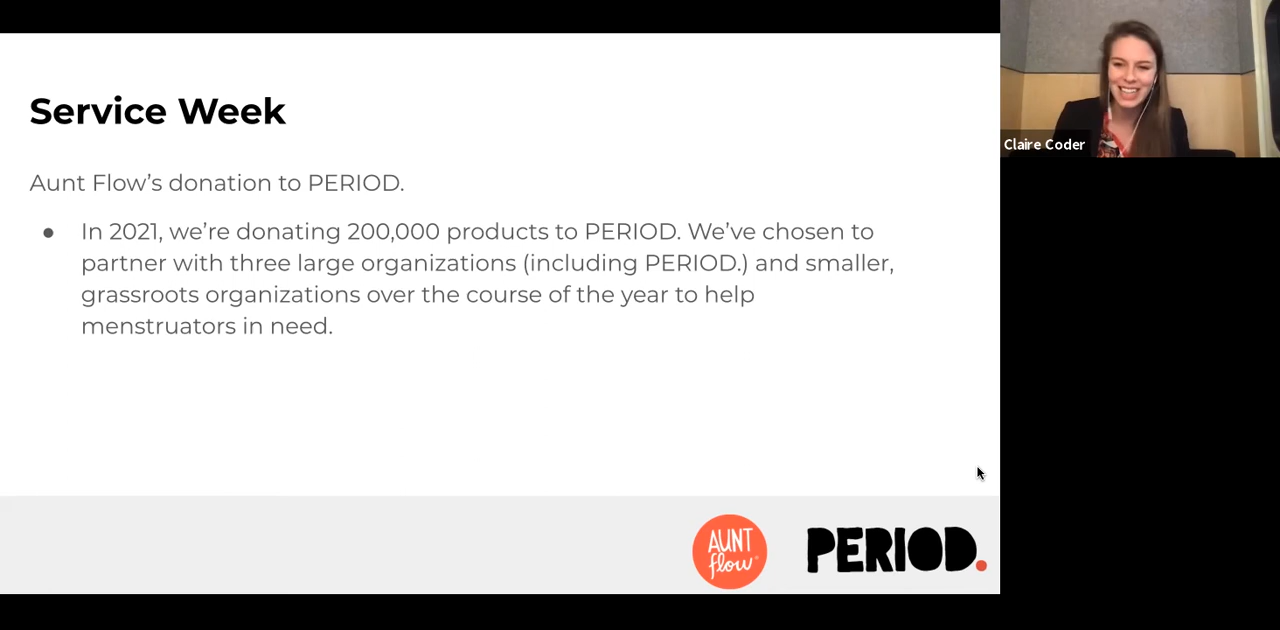 Service Week
Aunt Flow’s donation to PERIOD.
● In 2021, we’re donating 200,000 products to PERIOD. We’ve chosen to
partner with three large organizations (including PERIOD.) and smaller,
grassroots organizations over the course of the year to help
menstruators in need.
Claire Coder
AUNT
flow
PERIOD.